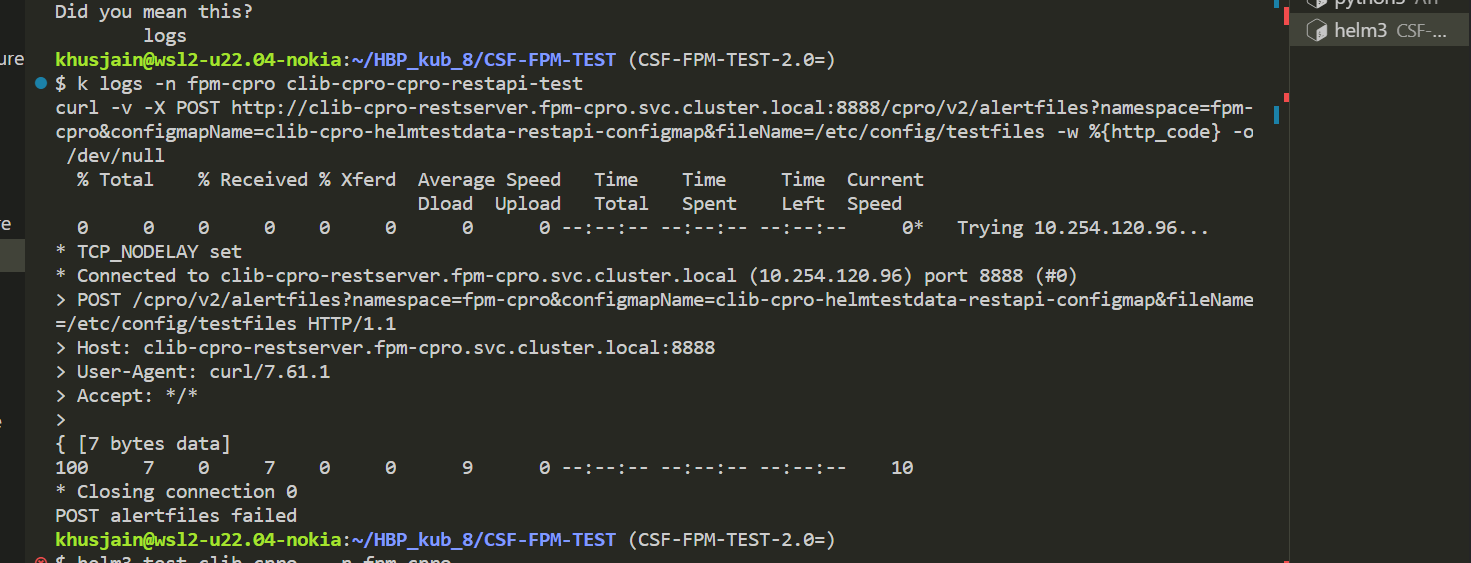 Did you mean this?
logs
khusjain@wsl2-u22.04-nokia:~/HBP_kub_8/CSF-FPM-TEST (CSF-FPM-TEST-2.0=)
$ k logs -n fpm-cpro clib-cpro-cpro-restapi-test
curl -v -X POST http://clib-cpro-restserver.fpm-cpro.svc.cluster.local:8888/cpro/v2/alertfiles?namespace=fpm-
cpro&configmapName=clib-cpro-helmtestdata-restapi-configmap&fileName=/etc/config/testfiles -w %{http_code} -o
/dev/null
% Total % Received % Xferd Average Speed Time Time Time Current
Dload Upload Total Spent Left Speed
0 0 0 0 0 0 0 0 --:--:-- --:--:-- --:--:-- 0* Trying 10.254.120.96...
* TCP_NODELAY set
* Connected to clib-cpro-restserver.fpm-cpro.svc.cluster.local (10.254.120.96) port 8888 (#0)
> POST /cpro/v2/alertfiles?namespace=fpm-cpro&configmapName=clib-cpro-helmtestdata-restapi-configmap&fileName
=/etc/config/testfiles HTTP/1.1
> Host: clib-cpro-restserver.fpm-cpro.svc.cluster.local:8888
> User-Agent: curl/7.61.1
> Accept: */*
>
{ [7 bytes data]
100 7 0 7 0 0 9 0 --:--:-- --:--:-- --:--:-- 10
* Closing connection 0
POST alertfiles failed
khusjain@wsl2-u22.04-nokia:~/HBP_kub_8/CSF-FPM-TEST (CSF-FPM-TEST-2.0=)
$ helm3 test clib-cpro -n fpm-cpro
python3
helm3 CSF-...
ure
re